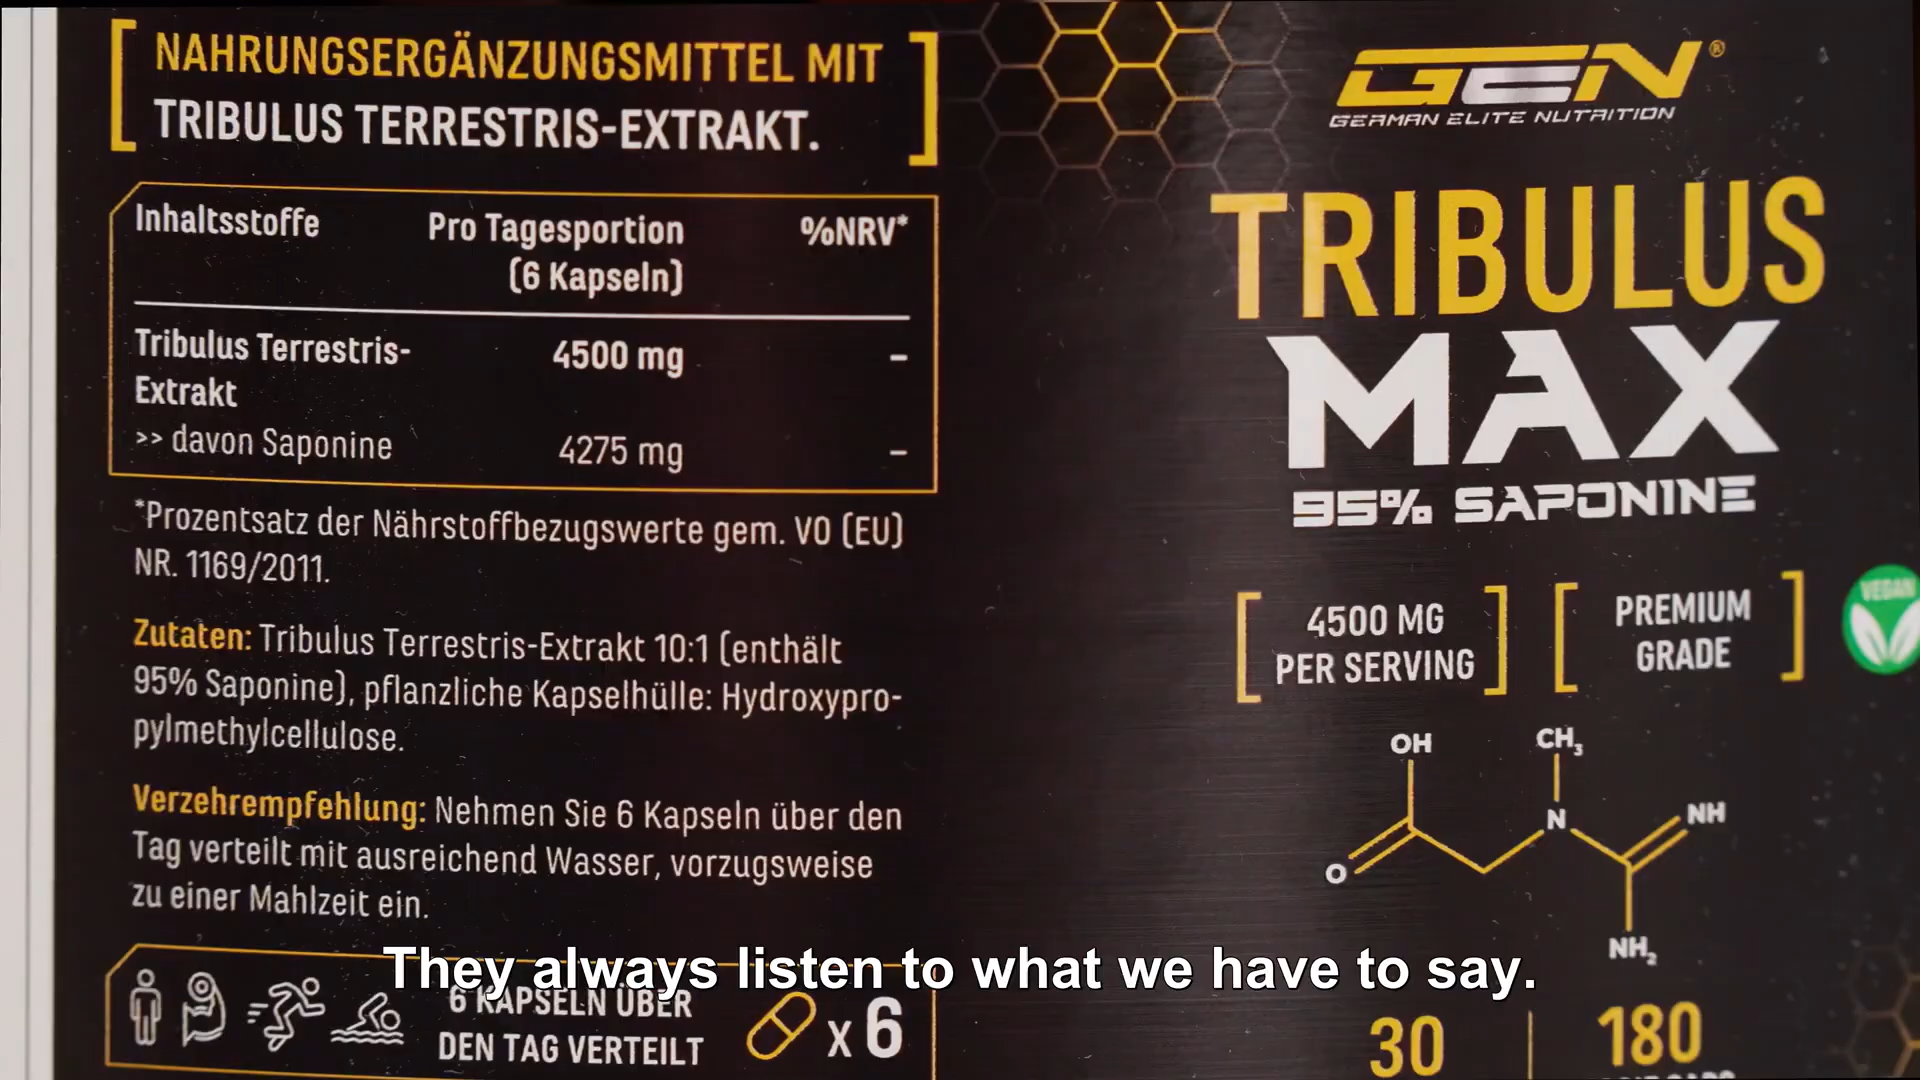 NAHRUNGSERGÄNZUNGSMITTEL MIT
TRIBULUS TERRESTRIS-EXTRAKT.
Inhaltsstoffe Pro Tagesportion %NRV*
(6 Kapseln)
Tribulus Terrestris- 4500 mg –
Extrakt
>> davon Saponine 4275 mg –
*Prozentsatz der Nährstoffbezugswerte gem. VO (EU)
NR. 1169/2011.
Zutaten: Tribulus Terrestris-Extrakt 10:1 (enthält
95% Saponine), pflanzliche Kapselhülle: Hydroxypro-
pylmethylcellulose.
Verzehrempfehlung: Nehmen Sie 6 Kapseln über den
Tag verteilt mit ausreichend Wasser, vorzugsweise
zu einer Mahlzeit ein.
6 KAPSELN ÜBER
DEN TAG VERTEILT
x 6
GEN®
GERMAN ELITE NUTRITION
TRIBULUS
MAX
95% SAPONINE
4500 MG
PER SERVING
PREMIUM
GRADE
VEGAN
OH
CH₃
N
NH
O
NH₂
30
180
They always listen to what we have to say.